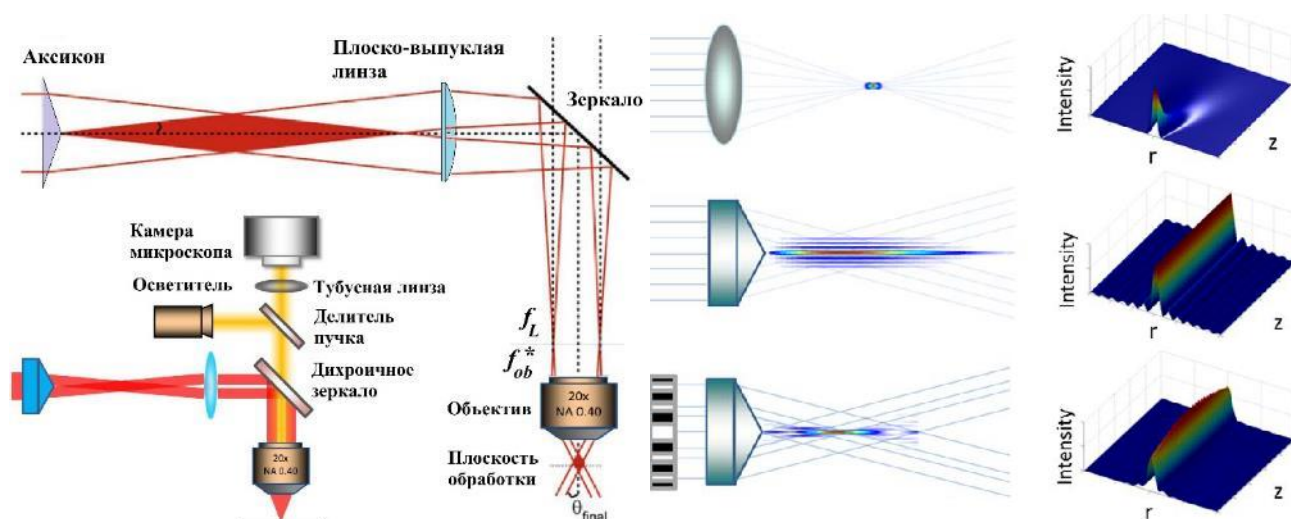 Аксикон
Плоско-выпуклая
линза
Зеркало
Камера
микроскопа
Осветитель
Тубусная линза
Делитель
пучка
Дихроичное
зеркало
20x
NA 0.40
f_L
f_ob*
20x
NA 0.40
Объектив
Плоскость
обработки
θ_final
Intensity
r
z
Intensity
r
z
Intensity
r
z